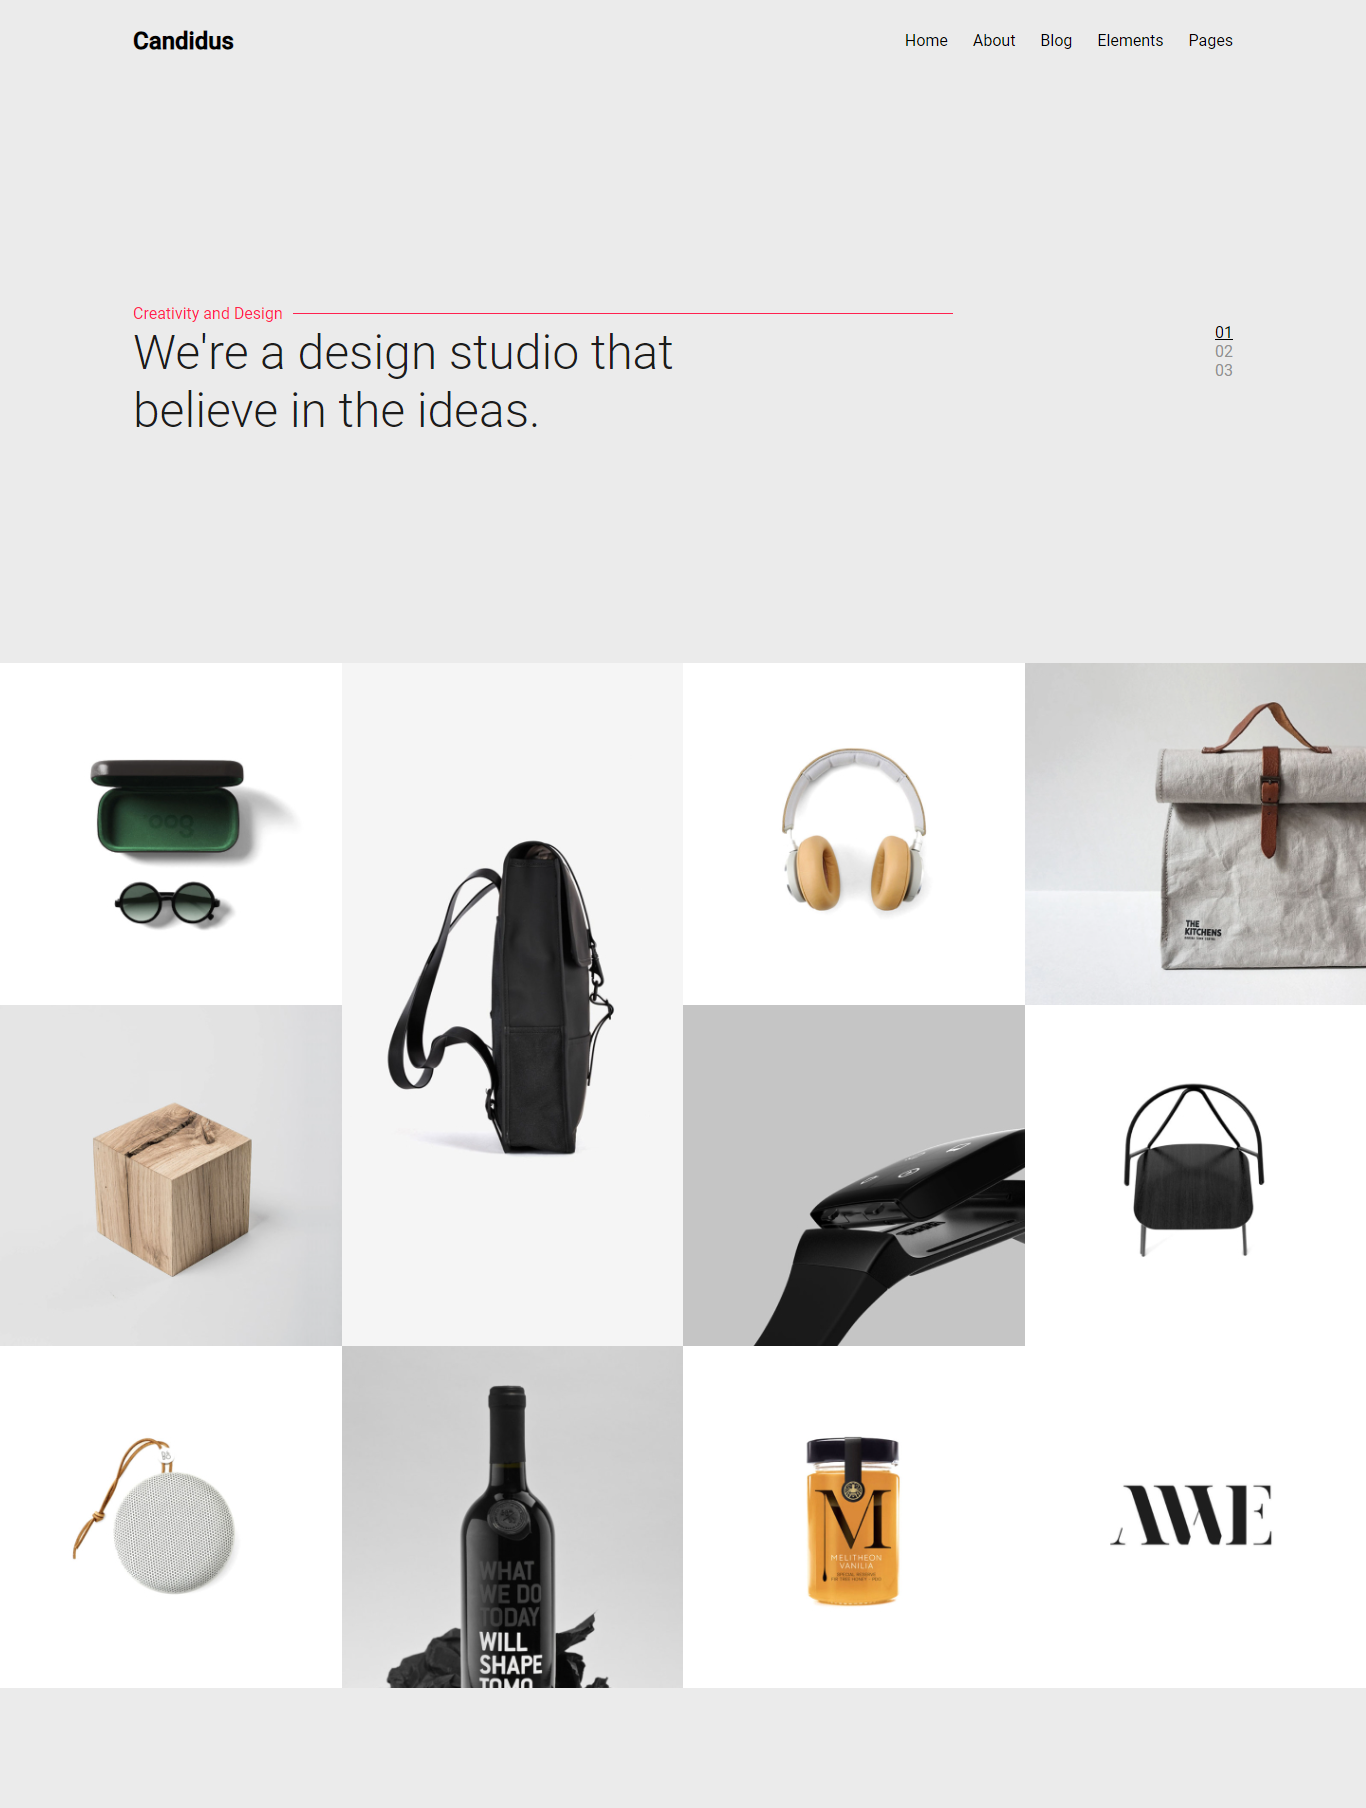 Candidus
Home About Blog Elements Pages
Creativity and Design
We're a design studio that
believe in the ideas.
01
02
03
THE
KITCHENS
WHAT
WE DO
TODAY
WILL
SHAPE
TOMO
M
MELITHEON
VANILIA
AWE